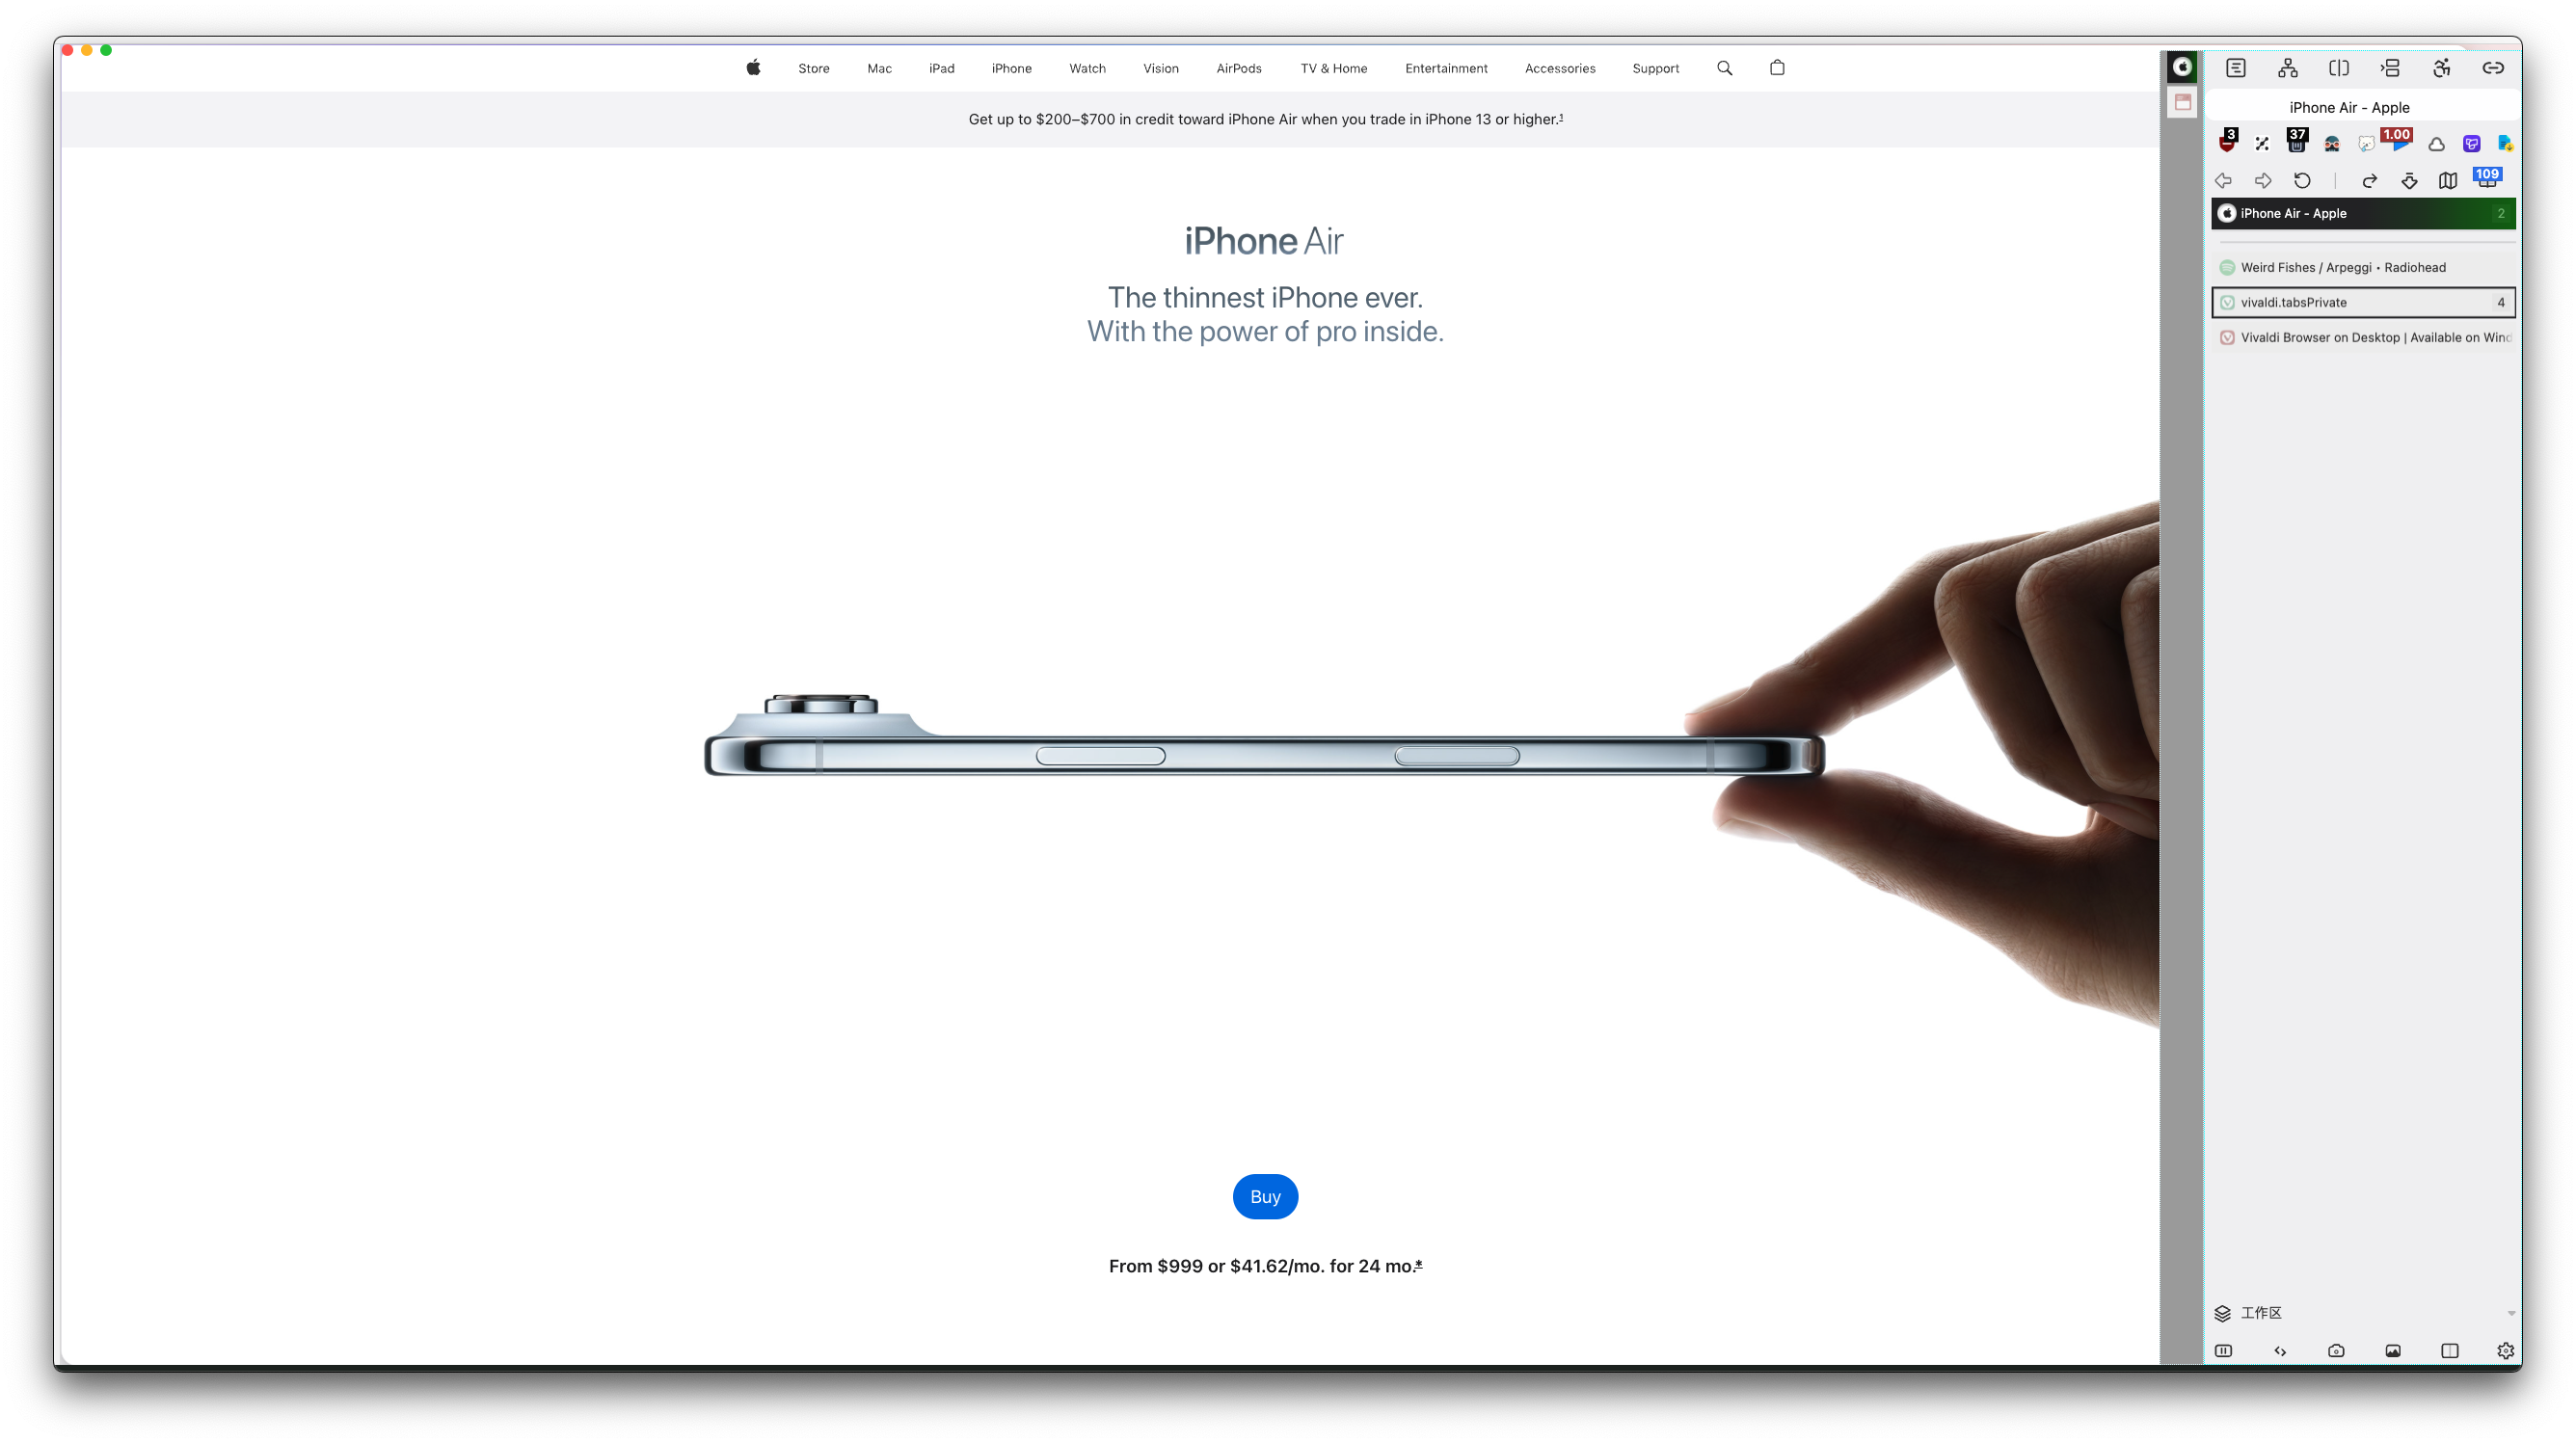 Store Mac iPad iPhone Watch Vision AirPods TV & Home Entertainment Accessories Support
Get up to $200–$700 in credit toward iPhone Air when you trade in iPhone 13 or higher.¹
iPhone Air
The thinnest iPhone ever.
With the power of pro inside.
Buy
From $999 or $41.62/mo. for 24 mo.*
iPhone Air - Apple
3 37 1.00
109
iPhone Air - Apple 2
Weird Fishes / Arpeggi • Radiohead
vivaldi.tabsPrivate 4
Vivaldi Browser on Desktop | Available on Wind
工作区